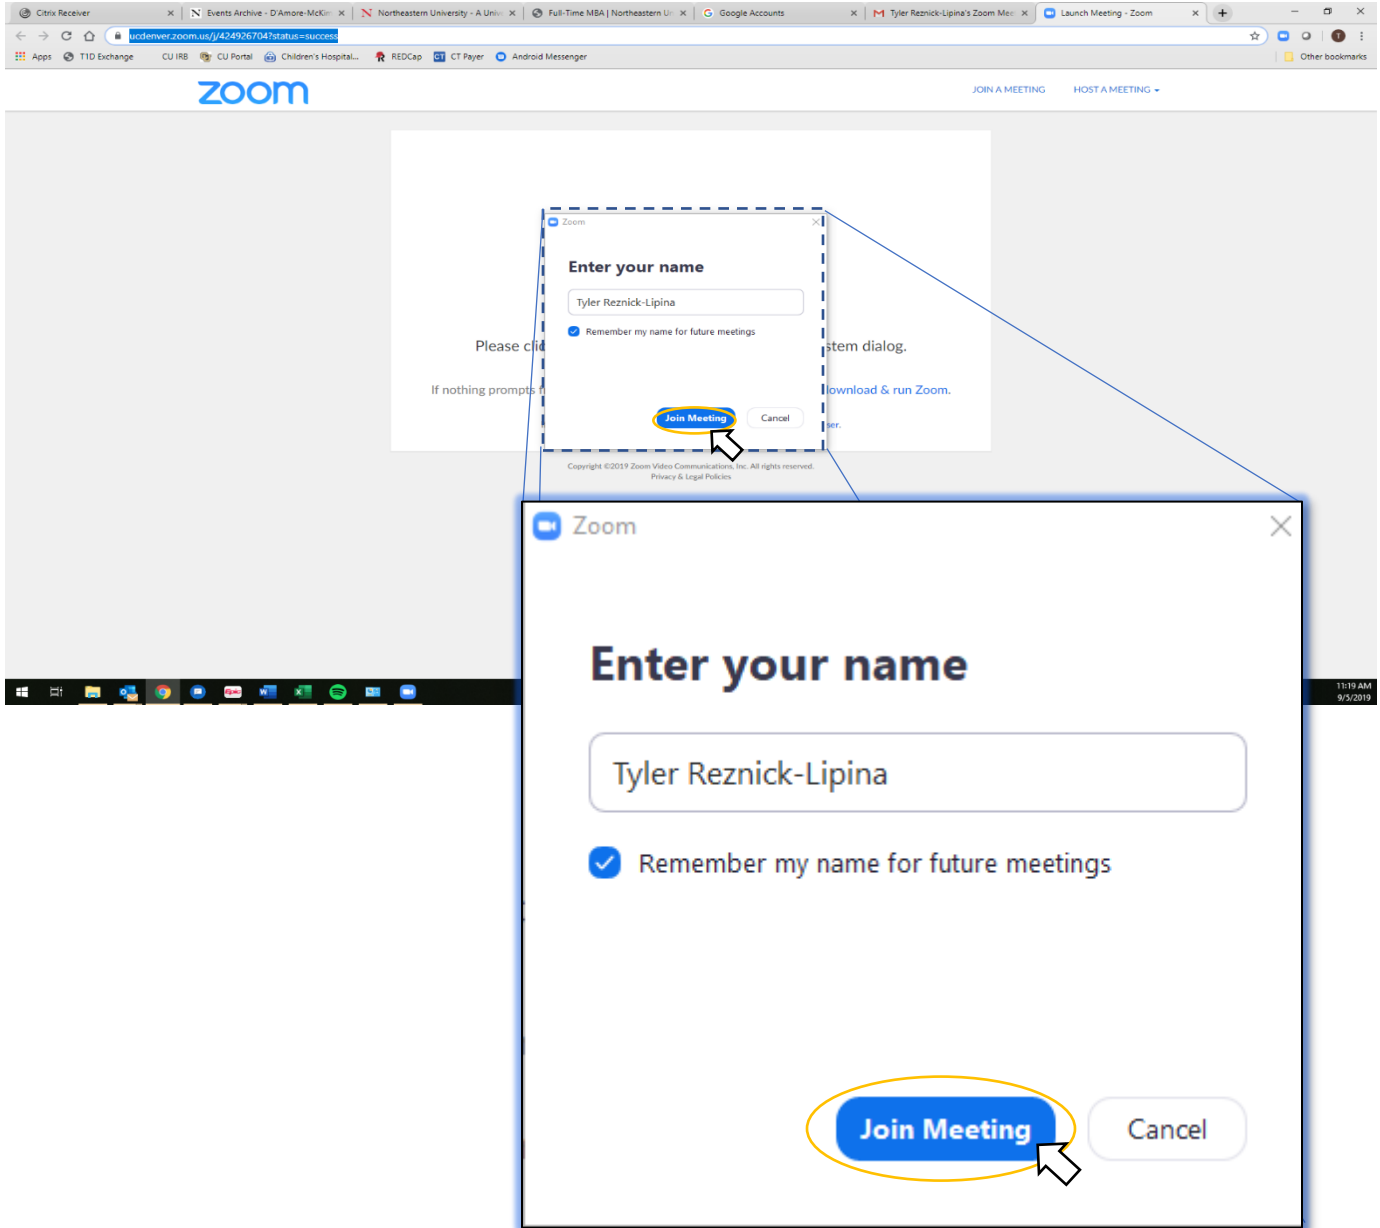 Citrix Receiver
Events Archive - D'Amore-McKim
Northeastern University - A Unive
Full-Time MBA | Northeastern Un
Google Accounts
Tyler Reznick-Lipina's Zoom Mee
Launch Meeting - Zoom
ucdenver.zoom.us/j/424926704?status=success
Apps
T1D Exchange
CU IRB
CU Portal
Children's Hospital...
REDCap
CT Payer
Android Messenger
Other bookmarks
zoom
JOIN A MEETING
HOST A MEETING
Zoom
Enter your name
Tyler Reznick-Lipina
Remember my name for future meetings
Please clic
stem dialog.
If nothing prompts f
download & run Zoom.
Join Meeting
Cancel
ser.
Copyright ©2019 Zoom Video Communications, Inc. All rights reserved.
Privacy & Legal Policies
Zoom
Enter your name
Tyler Reznick-Lipina
Remember my name for future meetings
Join Meeting
Cancel
11:19 AM
9/5/2019